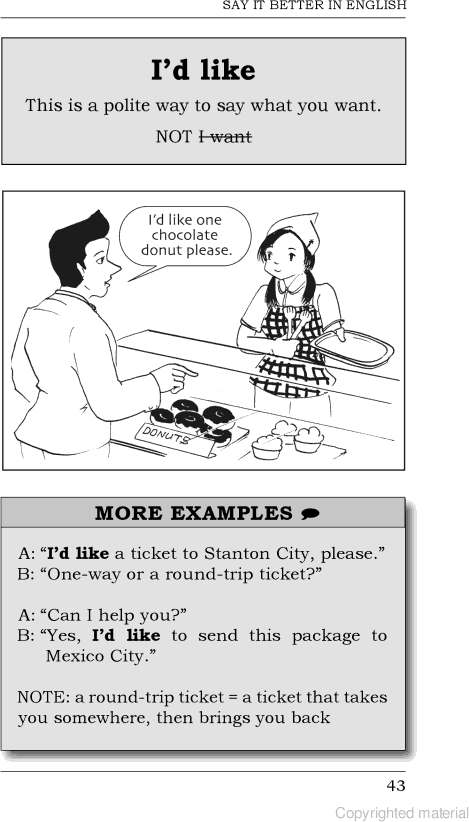 SAY IT BETTER IN ENGLISH
I’d like
This is a polite way to say what you want.
NOT I want
I’d like one
chocolate
donut please.
DONUTS
MORE EXAMPLES
A: “I’d like a ticket to Stanton City, please.”
B: “One-way or a round-trip ticket?”
A: “Can I help you?”
B: “Yes, I’d like to send this package to
Mexico City.”
NOTE: a round-trip ticket = a ticket that takes
you somewhere, then brings you back
43
Copyrighted material